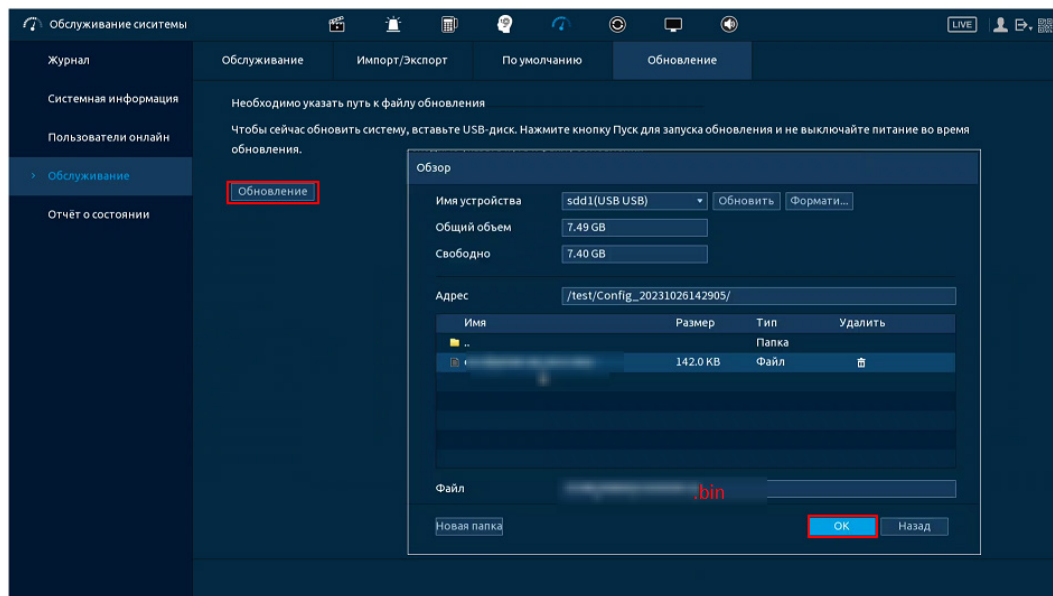 Обслуживание сиситемы
LIVE
Журнал
Системная информация
Пользователи онлайн
Обслуживание
Отчёт о состоянии
Обслуживание Импорт/Экспорт По умолчанию Обновление
Необходимо указать путь к файлу обновления
Чтобы сейчас обновить систему, вставьте USB-диск. Нажмите кнопку Пуск для запуска обновления и не выключайте питание во время
обновления.
Обновление
Обзор
Имя устройства sdd1(USB USB) Обновить Формати...
Общий объем 7.49 GB
Свободно 7.40 GB
Адрес /test/Config_20231026142905/
Имя Размер Тип Удалить
.. Папка
142.0 KB Файл
Файл .bin
Новая папка OK Назад